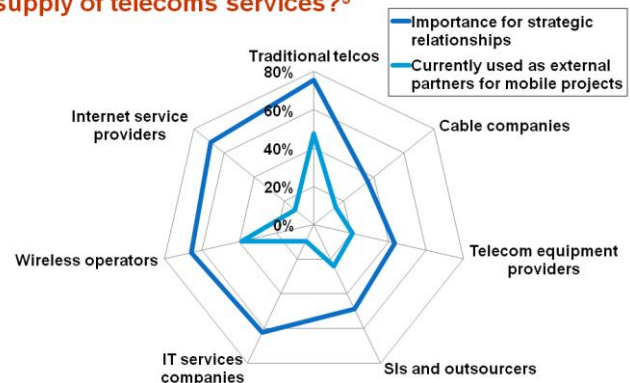 supply of telecoms services?³
Importance for strategic
relationships
Currently used as external
partners for mobile projects
Traditional telcos
80%
60%
40%
20%
0%
Internet service
providers
Cable companies
Wireless operators
Telecom equipment
providers
IT services
companies
SIs and outsourcers